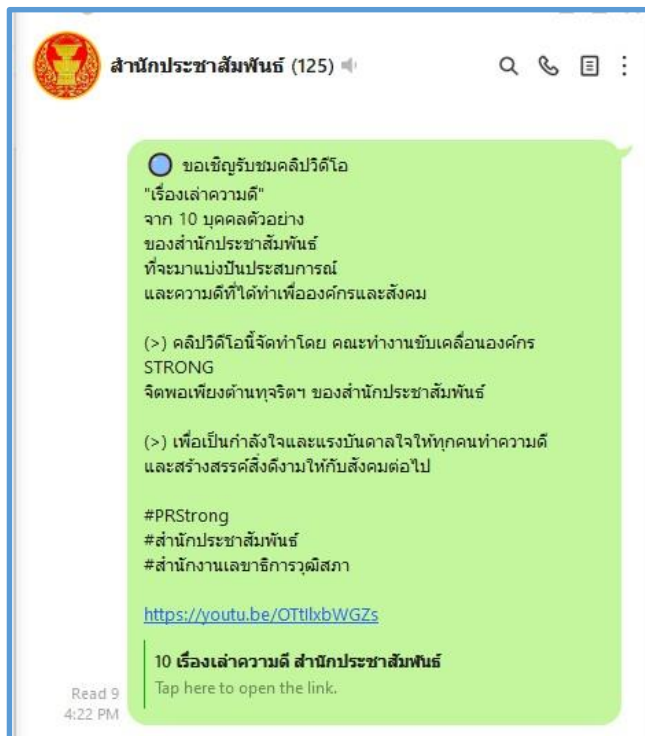 สำนักประชาสัมพันธ์ (125)
ขอเชิญรับชมคลิปวิดีโอ
"เรื่องเล่าความดี"
จาก 10 บุคคลตัวอย่าง
ของสำนักประชาสัมพันธ์
ที่จะมาแบ่งปันประสบการณ์
และความดีที่ได้ทำเพื่อองค์กรและสังคม
(>) คลิปวิดีโอนี้จัดทำโดย คณะทำงานขับเคลื่อนองค์กร
STRONG
จิตพอเพียงต้านทุจริตฯ ของสำนักประชาสัมพันธ์
(>) เพื่อเป็นกำลังใจและแรงบันดาลใจให้ทุกคนทำความดี
และสร้างสรรค์สิ่งดีงามให้กับสังคมต่อไป
#PRStrong
#สำนักประชาสัมพันธ์
#สำนักงานเลขาธิการวุฒิสภา
https://youtu.be/OTtIlxbWGZs
10 เรื่องเล่าความดี สำนักประชาสัมพันธ์
Tap here to open the link.
Read 9
4:22 PM